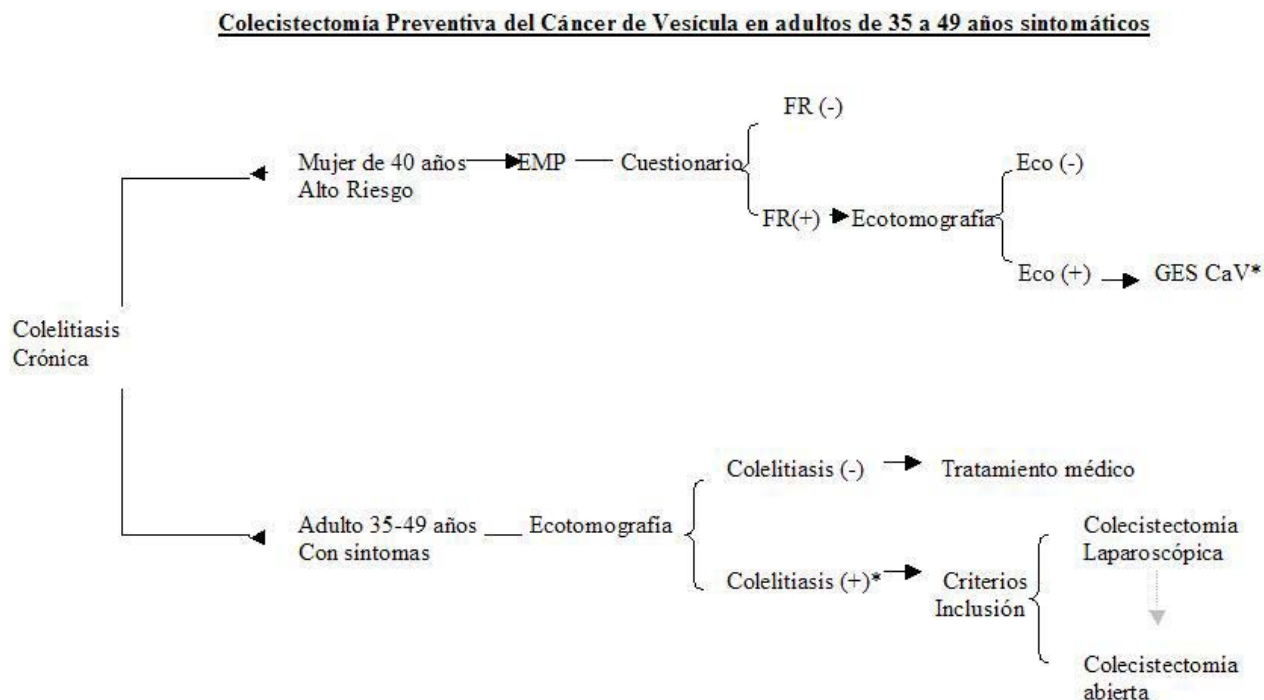 Colecistectomía Preventiva del Cáncer de Vesícula en adultos de 35 a 49 años sintomáticos
FR (-)
Mujer de 40 años
Alto Riesgo
EMP
Cuestionario
Eco (-)
FR(+)
Ecotomografía
Eco (+)
GES CaV*
Colelitiasis
Crónica
Colelitiasis (-)
Tratamiento médico
Adulto 35-49 años
Con sintomas
Ecotomografía
Colecistectomía
Laparoscópica
Colelitiasis (+)*
Criterios
Inclusión
Colecistectomia
abierta